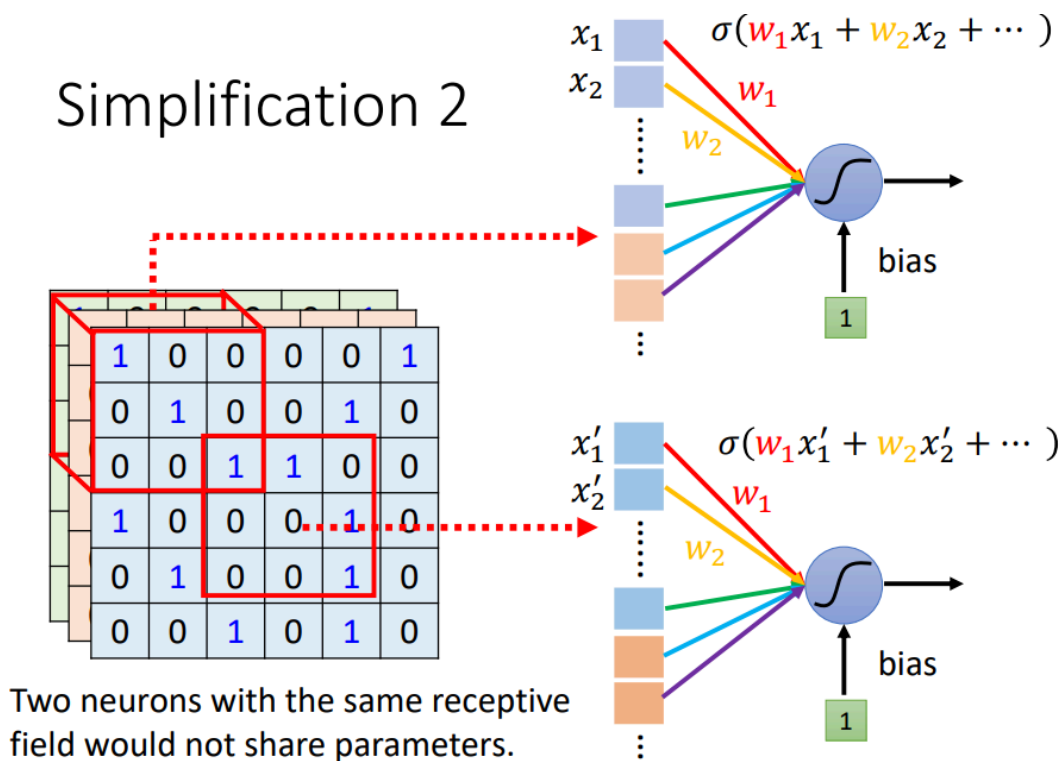 Simplification 2
x₁
x₂
......
σ(w₁x₁ + w₂x₂ + ⋯ )
w₁
w₂
bias
1
⋮
1 0 0 0 0 1
0 1 0 0 1 0
0 0 1 1 0 0
1 0 0 0 1 0
0 1 0 0 1 0
0 0 1 0 1 0
x′₁
x′₂
......
σ(w₁x′₁ + w₂x′₂ + ⋯ )
w₁
w₂
bias
1
⋮
Two neurons with the same receptive
field would not share parameters.